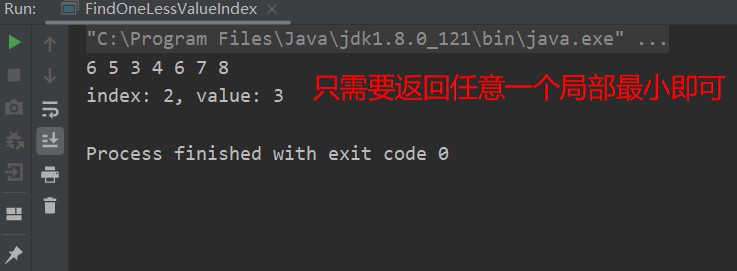 Run: FindOneLessValueIndex ×
"C:\Program Files\Java\jdk1.8.0_121\bin\java.exe" ...
6 5 3 4 6 7 8
index: 2, value: 3 只需要返回任意一个局部最小即可
Process finished with exit code 0